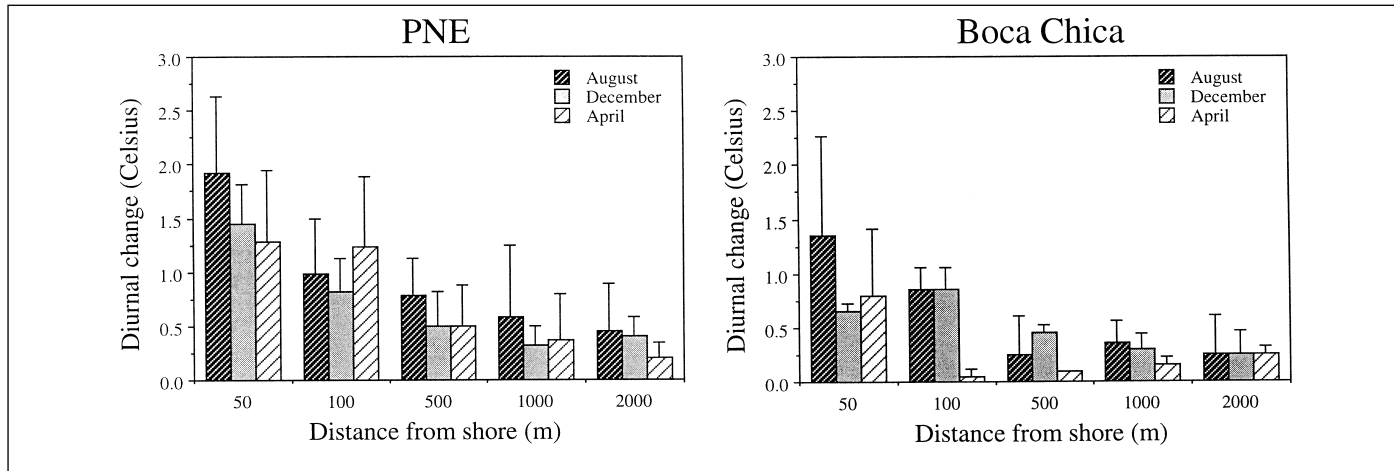 PNE
Diurnal change (Celsius)
3.0
2.5
2.0
1.5
1.0
0.5
0.0
August
December
April
50 100 500 1000 2000
Distance from shore (m)
Boca Chica
Diurnal change (Celsius)
3.0
2.5
2.0
1.5
1.0
0.5
0.0
August
December
April
50 100 500 1000 2000
Distance from shore (m)